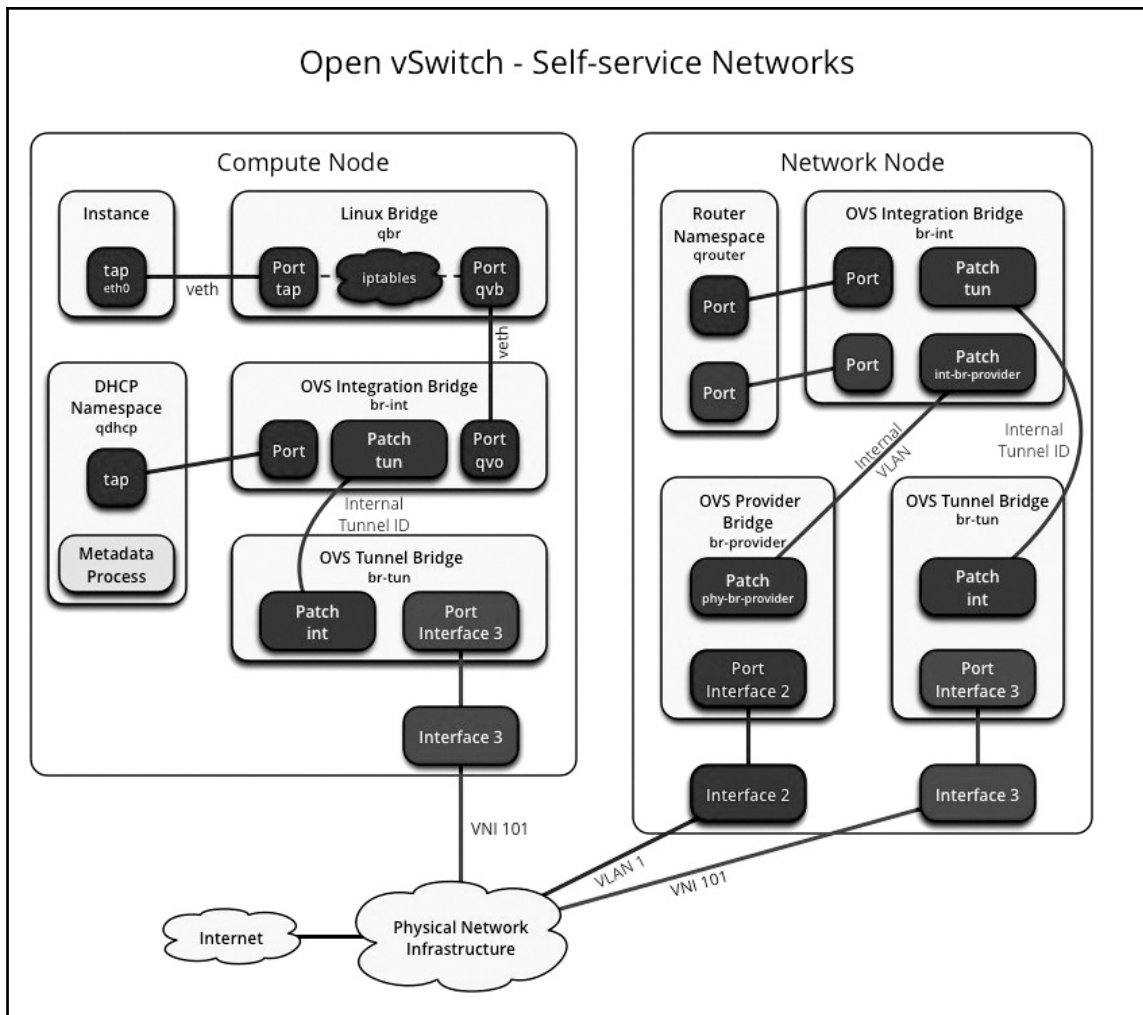 Open vSwitch - Self-service Networks
Compute Node
Instance
tap
eth0
veth
Linux Bridge
qbr
Port
tap
iptables
Port
qvb
veth
DHCP
Namespace
qdhcp
tap
Metadata
Process
OVS Integration Bridge
br-int
Port
Patch
tun
Port
qvo
Internal
Tunnel ID
OVS Tunnel Bridge
br-tun
Patch
int
Port
Interface 3
Interface 3
VNI 101
Network Node
Router
Namespace
qrouter
Port
Port
OVS Integration Bridge
br-int
Port
Patch
tun
Port
Patch
int-br-provider
Internal
VLAN
Internal
Tunnel ID
OVS Provider
Bridge
br-provider
Patch
phy-br-provider
Port
Interface 2
OVS Tunnel Bridge
br-tun
Patch
int
Port
Interface 3
Interface 2
Interface 3
VLAN 1
VNI 101
Internet
Physical Network
Infrastructure